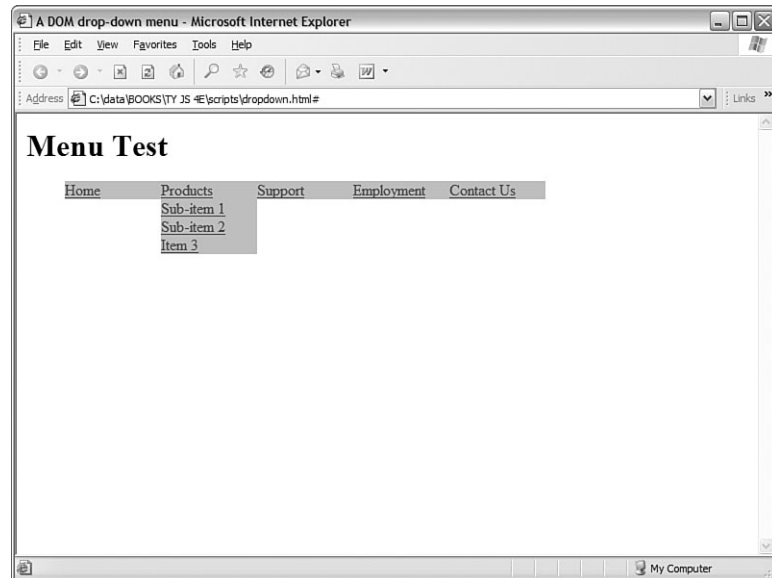 A DOM drop-down menu - Microsoft Internet Explorer
File Edit View Favorites Tools Help
Address C:\data\BOOKS\TY JS 4E\scripts\dropdown.html# Links »
Menu Test
Home Products Support Employment Contact Us
Sub-item 1
Sub-item 2
Item 3
My Computer